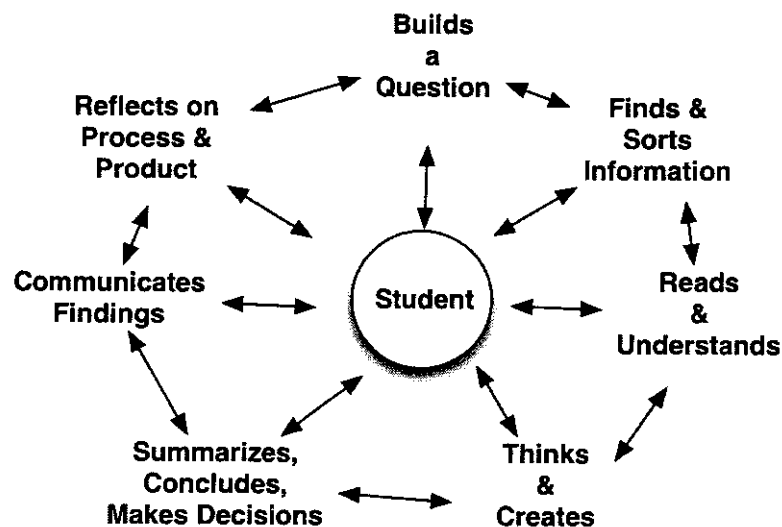 Builds
a
Question
Finds &
Sorts
Information
Reads
&
Understands
Thinks
&
Creates
Summarizes,
Concludes,
Makes Decisions
Communicates
Findings
Reflects on
Process &
Product
Student